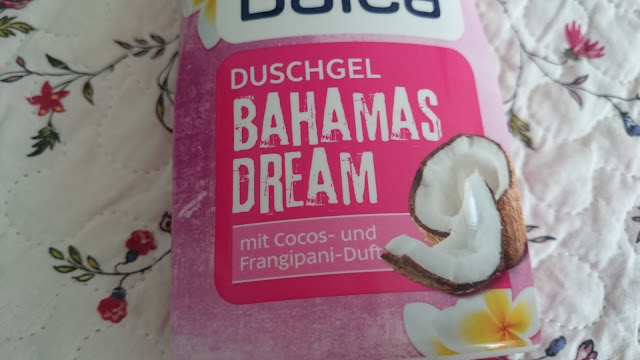 DUSCHGEL
BAHAMAS
DREAM
mit Cocos- und
Frangipani-Duft